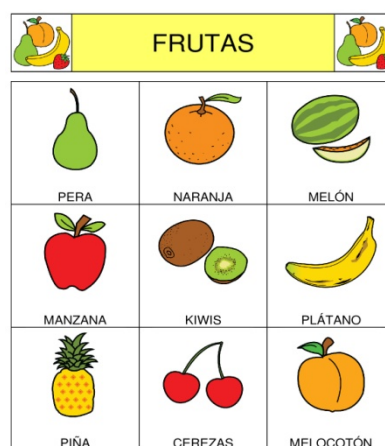 FRUTAS
PERA NARANJA MELÓN
MANZANA KIWIS PLÁTANO
PIÑA CEREZAS MELOCOTÓN